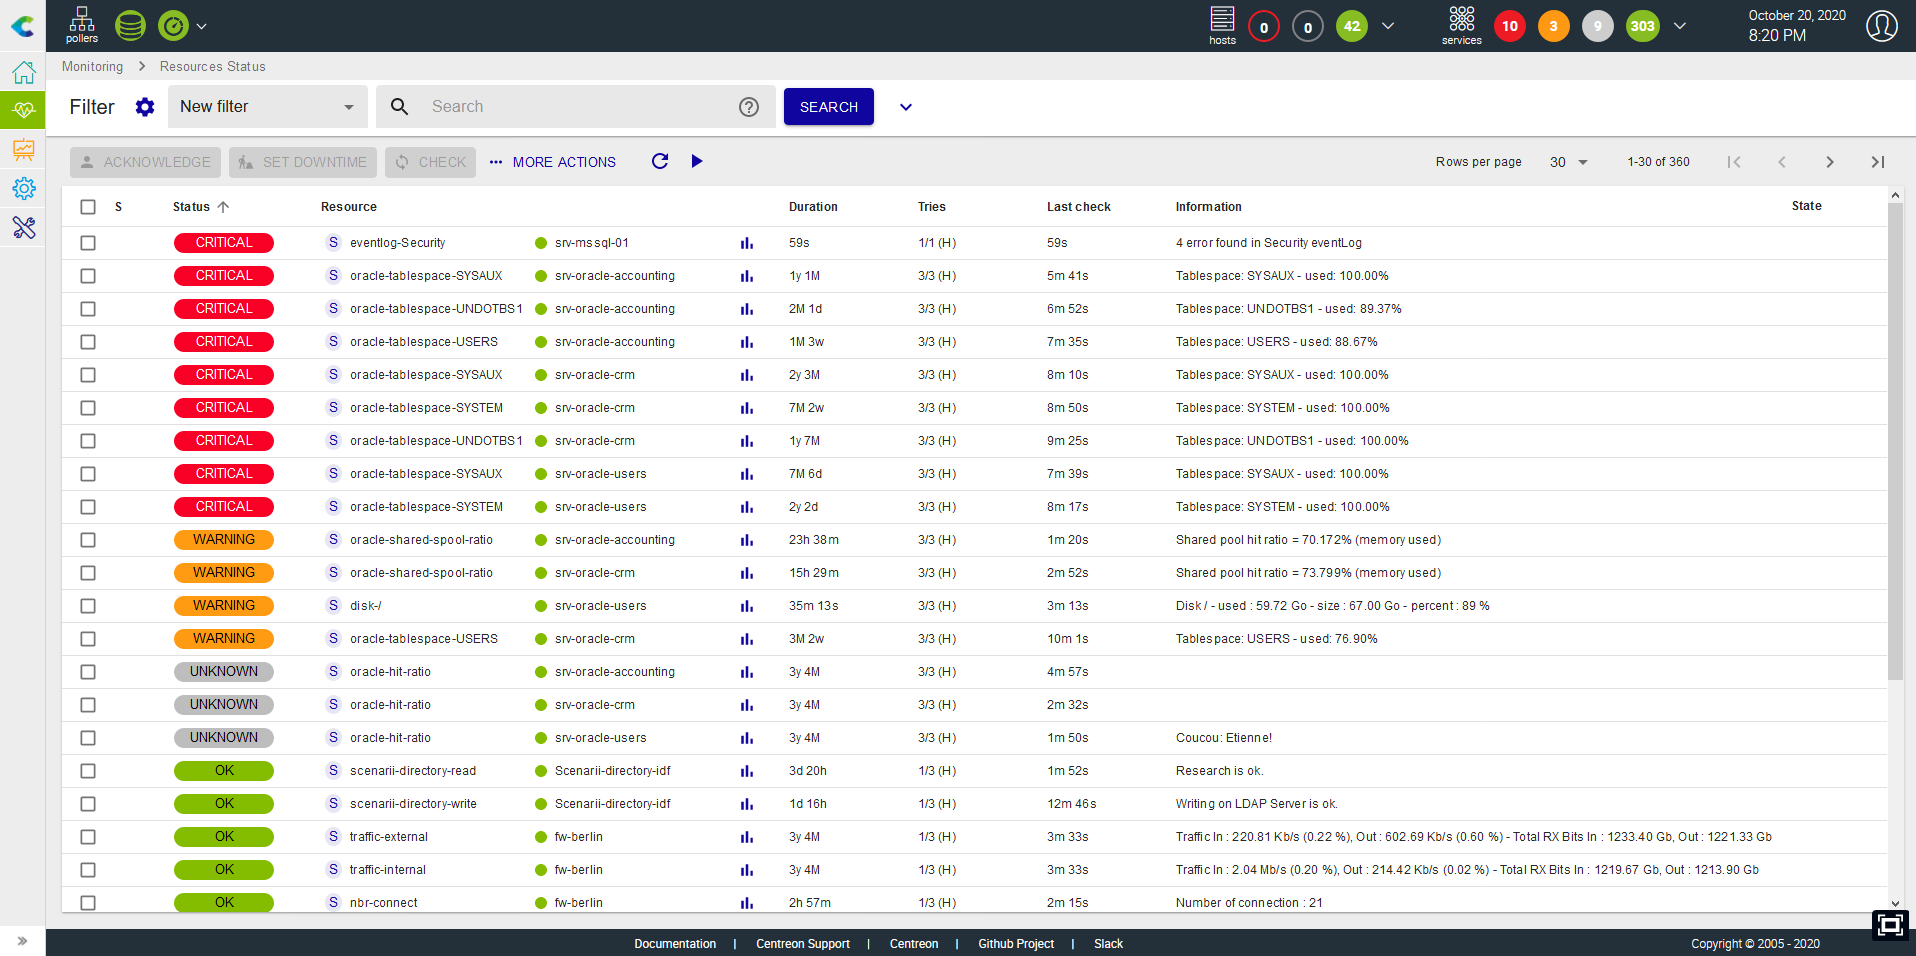 pollers
hosts 0 0 42
services 10 3 9 303
October 20, 2020
8:20 PM
Monitoring Resources Status
Filter New filter Search ? SEARCH
ACKNOWLEDGE SET DOWNTIME CHECK MORE ACTIONS Rows per page 30 1-30 of 360
S Status Resource Duration Tries Last check Information State
CRITICAL S eventlog-Security srv-mssql-01 59s 1/1 (H) 59s 4 error found in Security eventLog
CRITICAL S oracle-tablespace-SYSAUX srv-oracle-accounting 1y 1M 3/3 (H) 5m 41s Tablespace: SYSAUX - used: 100.00%
CRITICAL S oracle-tablespace-UNDOTBS1 srv-oracle-accounting 2M 1d 3/3 (H) 6m 52s Tablespace: UNDOTBS1 - used: 89.37%
CRITICAL S oracle-tablespace-USERS srv-oracle-accounting 1M 3w 3/3 (H) 7m 35s Tablespace: USERS - used: 88.67%
CRITICAL S oracle-tablespace-SYSAUX srv-oracle-crm 2y 3M 3/3 (H) 8m 10s Tablespace: SYSAUX - used: 100.00%
CRITICAL S oracle-tablespace-SYSTEM srv-oracle-crm 7M 2w 3/3 (H) 8m 50s Tablespace: SYSTEM - used: 100.00%
CRITICAL S oracle-tablespace-UNDOTBS1 srv-oracle-crm 1y 7M 3/3 (H) 9m 25s Tablespace: UNDOTBS1 - used: 100.00%
CRITICAL S oracle-tablespace-SYSAUX srv-oracle-users 7M 6d 3/3 (H) 7m 39s Tablespace: SYSAUX - used: 100.00%
CRITICAL S oracle-tablespace-SYSTEM srv-oracle-users 2y 2d 3/3 (H) 8m 17s Tablespace: SYSTEM - used: 100.00%
WARNING S oracle-shared-spool-ratio srv-oracle-accounting 23h 38m 3/3 (H) 1m 20s Shared pool hit ratio = 70.172% (memory used)
WARNING S oracle-shared-spool-ratio srv-oracle-crm 15h 29m 3/3 (H) 2m 52s Shared pool hit ratio = 73.799% (memory used)
WARNING S disk-/ srv-oracle-users 35m 13s 3/3 (H) 3m 13s Disk / - used : 59.72 Go - size : 67.00 Go - percent : 89 %
WARNING S oracle-tablespace-USERS srv-oracle-crm 3M 2w 3/3 (H) 10m 1s Tablespace: USERS - used: 76.90%
UNKNOWN S oracle-hit-ratio srv-oracle-accounting 3y 4M 3/3 (H) 4m 57s
UNKNOWN S oracle-hit-ratio srv-oracle-crm 3y 4M 3/3 (H) 2m 32s
UNKNOWN S oracle-hit-ratio srv-oracle-users 3y 4M 3/3 (H) 1m 50s Coucou: Etienne!
OK S scenarii-directory-read Scenarii-directory-idf 3d 20h 1/3 (H) 1m 52s Research is ok.
OK S scenarii-directory-write Scenarii-directory-idf 1d 16h 1/3 (H) 12m 46s Writing on LDAP Server is ok.
OK S traffic-external fw-berlin 3y 4M 1/3 (H) 3m 33s Traffic In : 220.81 Kb/s (0.22 %), Out : 602.69 Kb/s (0.60 %) - Total RX Bits In : 1233.40 Gb, Out : 1221.33 Gb
OK S traffic-internal fw-berlin 3y 4M 1/3 (H) 3m 33s Traffic In : 2.04 Mb/s (0.20 %), Out : 214.42 Kb/s (0.02 %) - Total RX Bits In : 1219.67 Gb, Out : 1213.90 Gb
OK S nbr-connect fw-berlin 2h 57m 1/3 (H) 2m 15s Number of connection : 21
Documentation | Centreon Support | Centreon | Github Project | Slack Copyright © 2005 - 2020